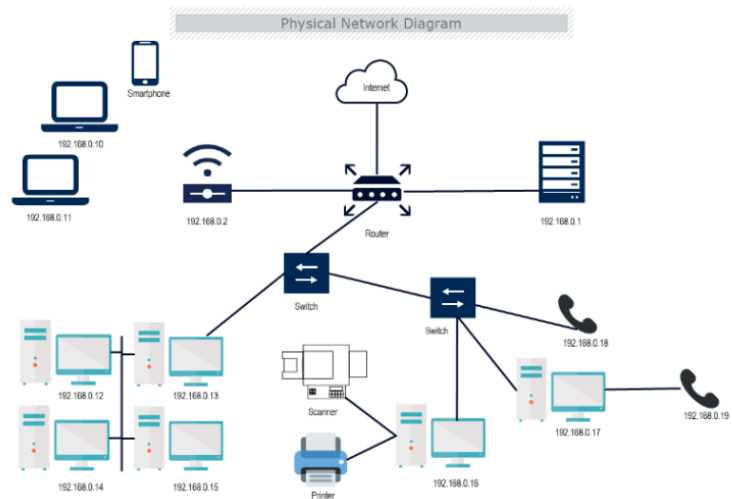 Physical Network Diagram
Smartphone
Internet
192.168.0.10
192.168.0.11
192.168.0.2
192.168.0.1
Router
Switch
Switch
192.168.0.18
192.168.0.12
192.168.0.13
Scanner
192.168.0.19
192.168.0.17
192.168.0.14
192.168.0.15
192.168.0.16
Printer